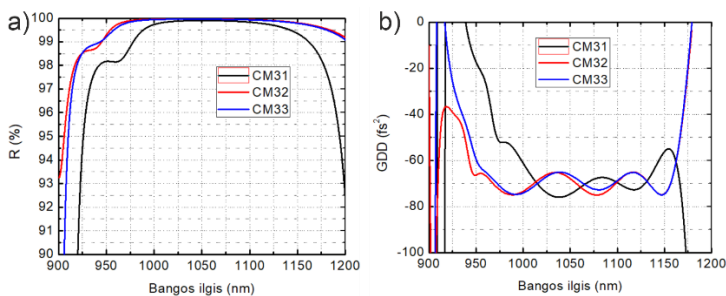 a)
R (%)
100
99
98
97
96
95
94
93
92
91
90
CM31
CM32
CM33
900 950 1000 1050 1100 1150 1200
Bangos ilgis (nm)
b)
GDD (fs²)
0
-20
-40
-60
-80
-100
CM31
CM32
CM33
900 950 1000 1050 1100 1150 1200
Bangos ilgis (nm)